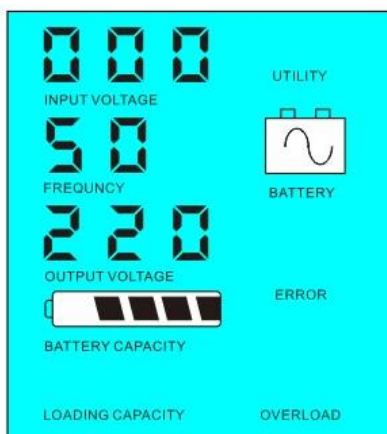 000
UTILITY
INPUT VOLTAGE
50
FREQUNCY
BATTERY
220
OUTPUT VOLTAGE
ERROR
BATTERY CAPACITY
LOADING CAPACITY
OVERLOAD